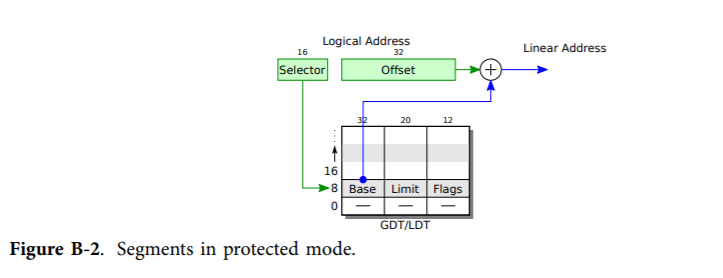 Logical Address
16
32
Linear Address
Selector
Offset
+
32
20
12
16
8
Base
Limit
Flags
0
—
—
—
GDT/LDT
Figure B-2. Segments in protected mode.